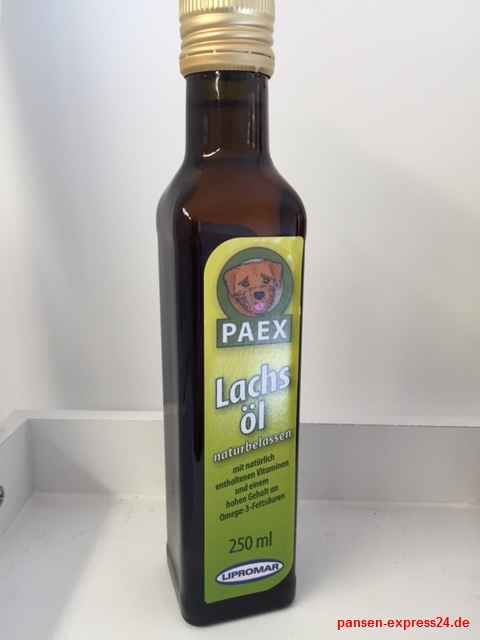 PAEX
Lachs
öl
naturbelassen
mit natürlich
enthaltenen Vitaminen
und einem
hohen Gehalt an
Omega-3-Fettsäuren
250 ml
LIPROMAR
pansen-express24.de